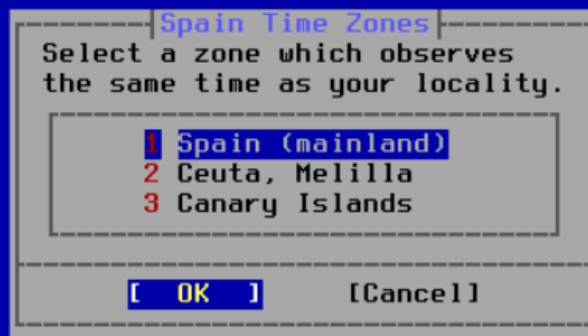 Spain Time Zones
Select a zone which observes
the same time as your locality.
1 Spain (mainland)
2 Ceuta, Melilla
3 Canary Islands
[ OK ] [Cancel]